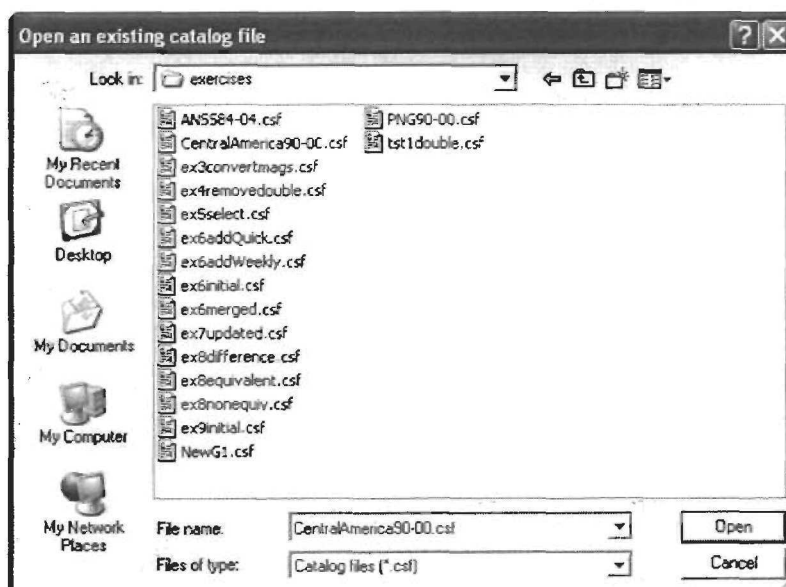 Open an existing catalog file
Look in: exercises
My Recent Documents
Desktop
My Documents
My Computer
My Network Places
ANSS84-04.csf
CentralAmerica90-00.csf
ex3convertmags.csf
ex4removedouble.csf
ex5select.csf
ex6addQuick.csf
ex6addWeekly.csf
ex6initial.csf
ex6merged.csf
ex7updated.csf
ex8difference.csf
ex8equivalent.csf
ex8nonequiv.csf
ex9initial.csf
NewG1.csf
PNG90-00.csf
tst1double.csf
File name: CentralAmerica90-00.csf
Open
Files of type: Catalog files (*.csf)
Cancel